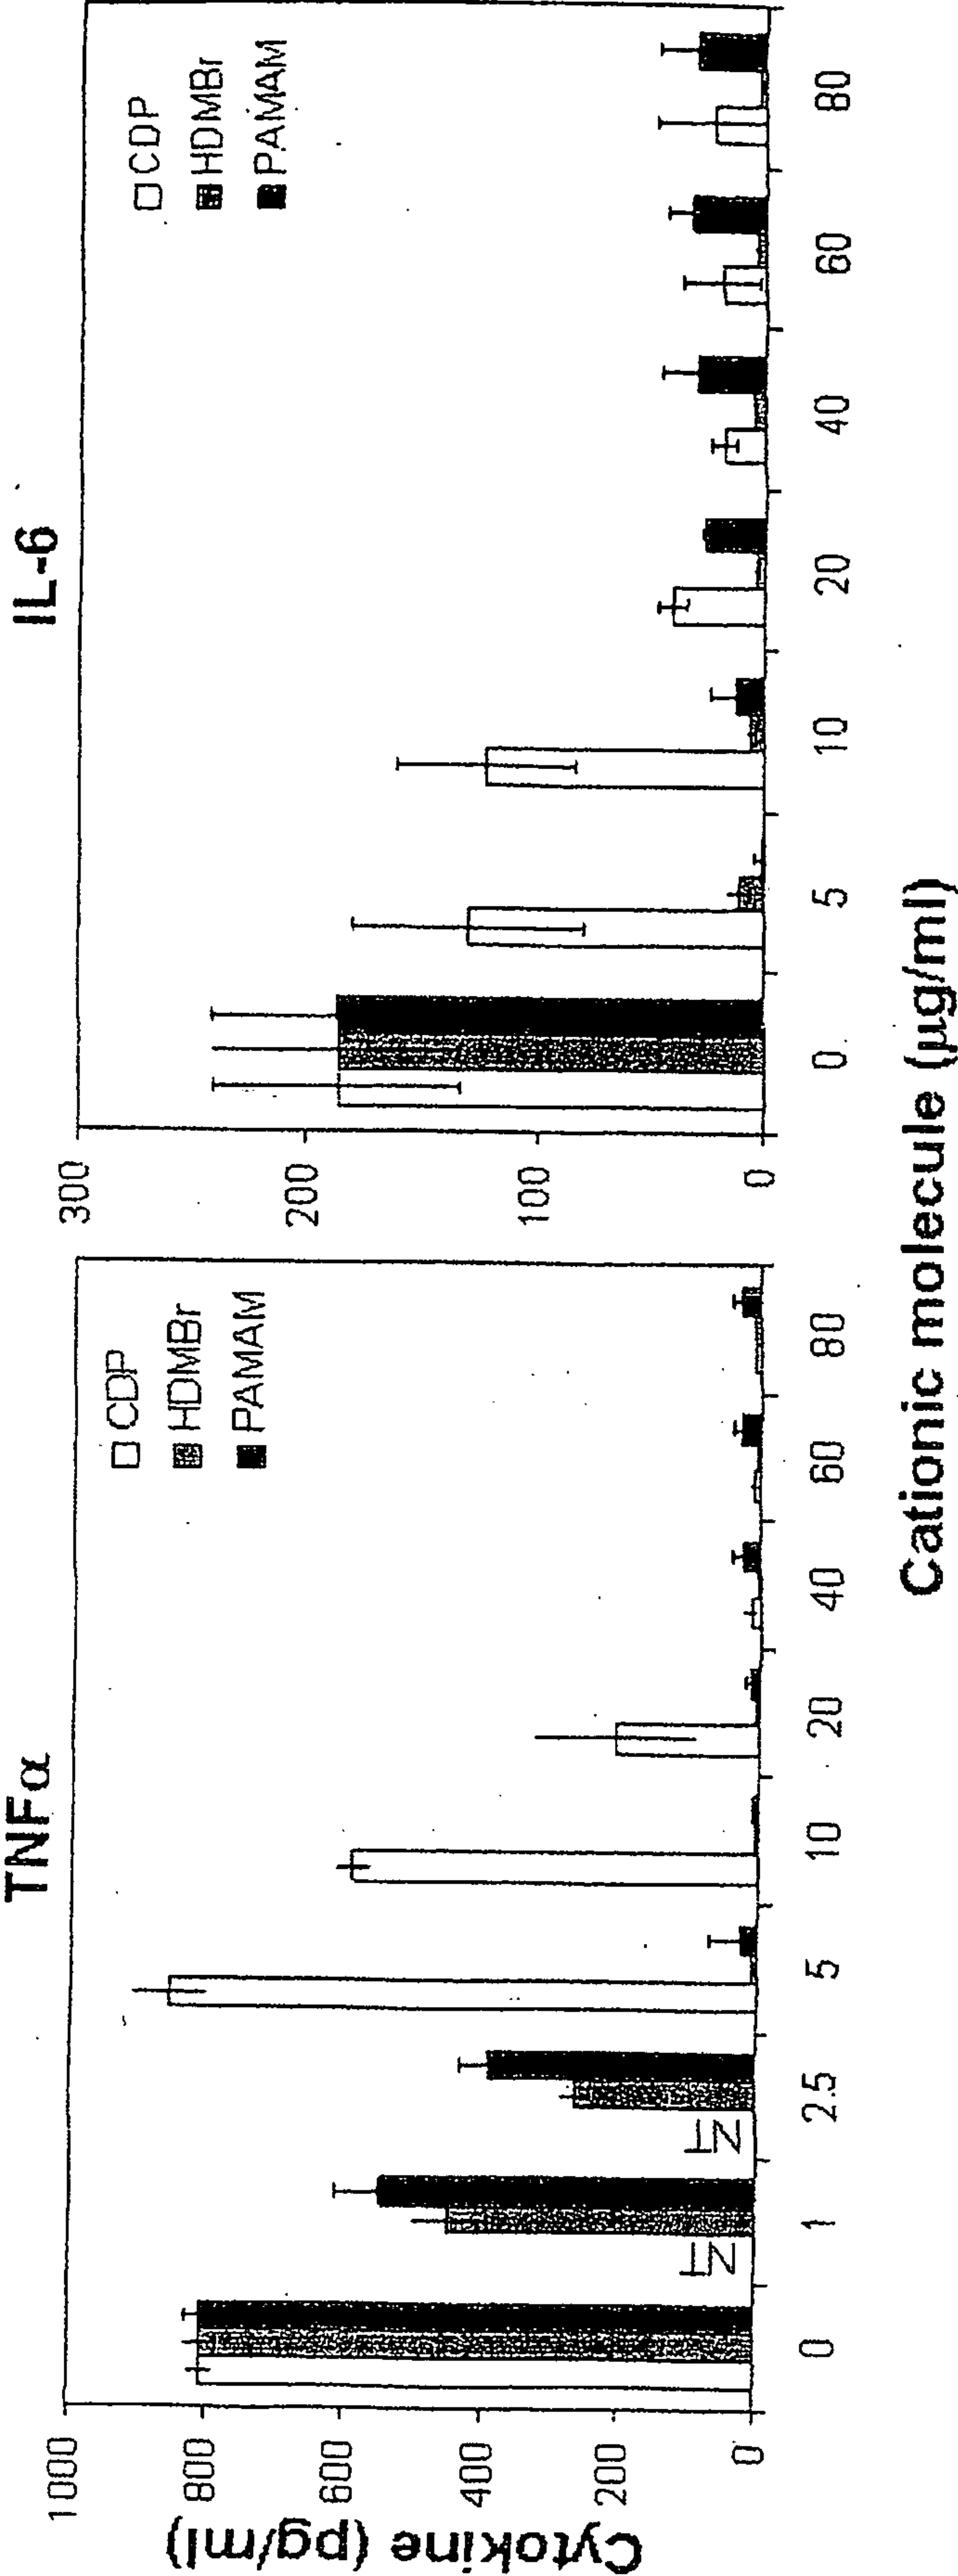 TNFα
IL-6
Cytokine (pg/ml)
1000
800
600
400
200
0
CDP
HDMBr
PAMAM
NT
NT
0 1 2.5 5 10 20 40 60 80
300
200
100
0
CDP
HDMBr
PAMAM
0 5 10 20 40 60 80
Cationic molecule (µg/ml)